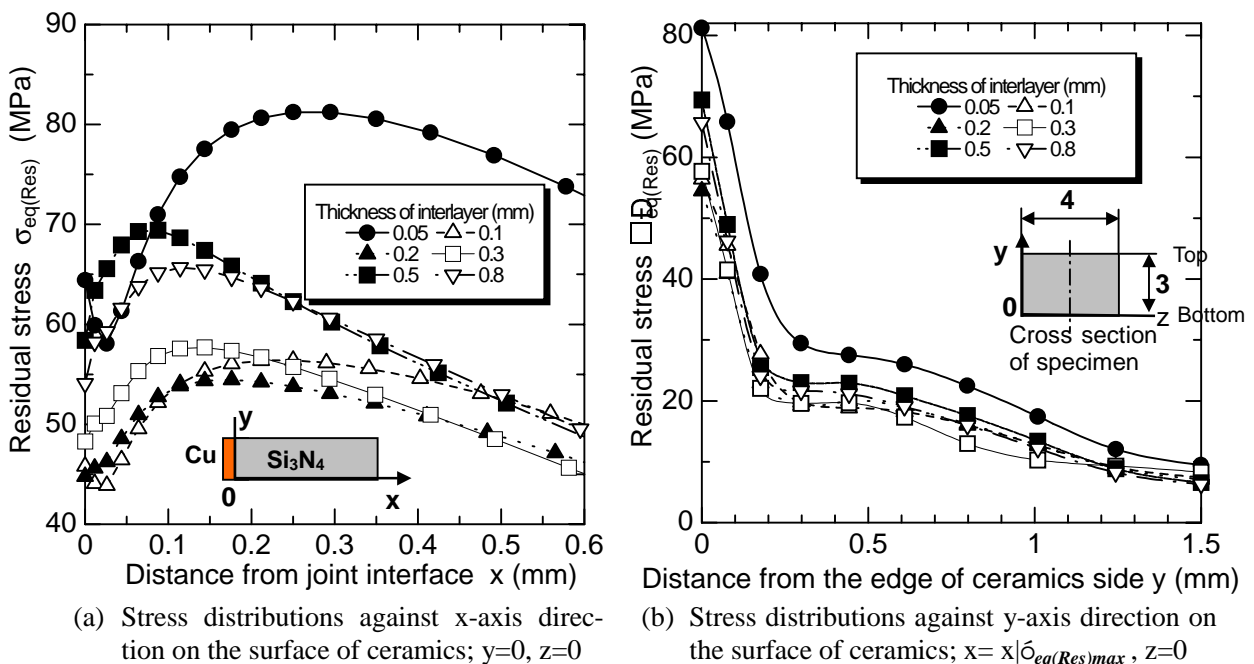 90
80
70
60
50
40
Residual stress σeq(Res) (MPa)
Thickness of interlayer (mm)
0.05
0.1
0.2
0.3
0.5
0.8
y
Cu
Si3N4
0
x
0
0.1
0.2
0.3
0.4
0.5
0.6
Distance from joint interface x (mm)
(a) Stress distributions against x-axis direc-
tion on the surface of ceramics; y=0, z=0
80
60
40
20
0
Residual stress □Deq(Res) (MPa)
Thickness of interlayer (mm)
0.05
0.1
0.2
0.3
0.5
0.8
4
y
Top
3
0
z
Bottom
Cross section
of specimen
0
0.5
1.0
1.5
Distance from the edge of ceramics side y (mm)
(b) Stress distributions against y-axis direction on
the surface of ceramics; x= x|óeq(Res)max , z=0